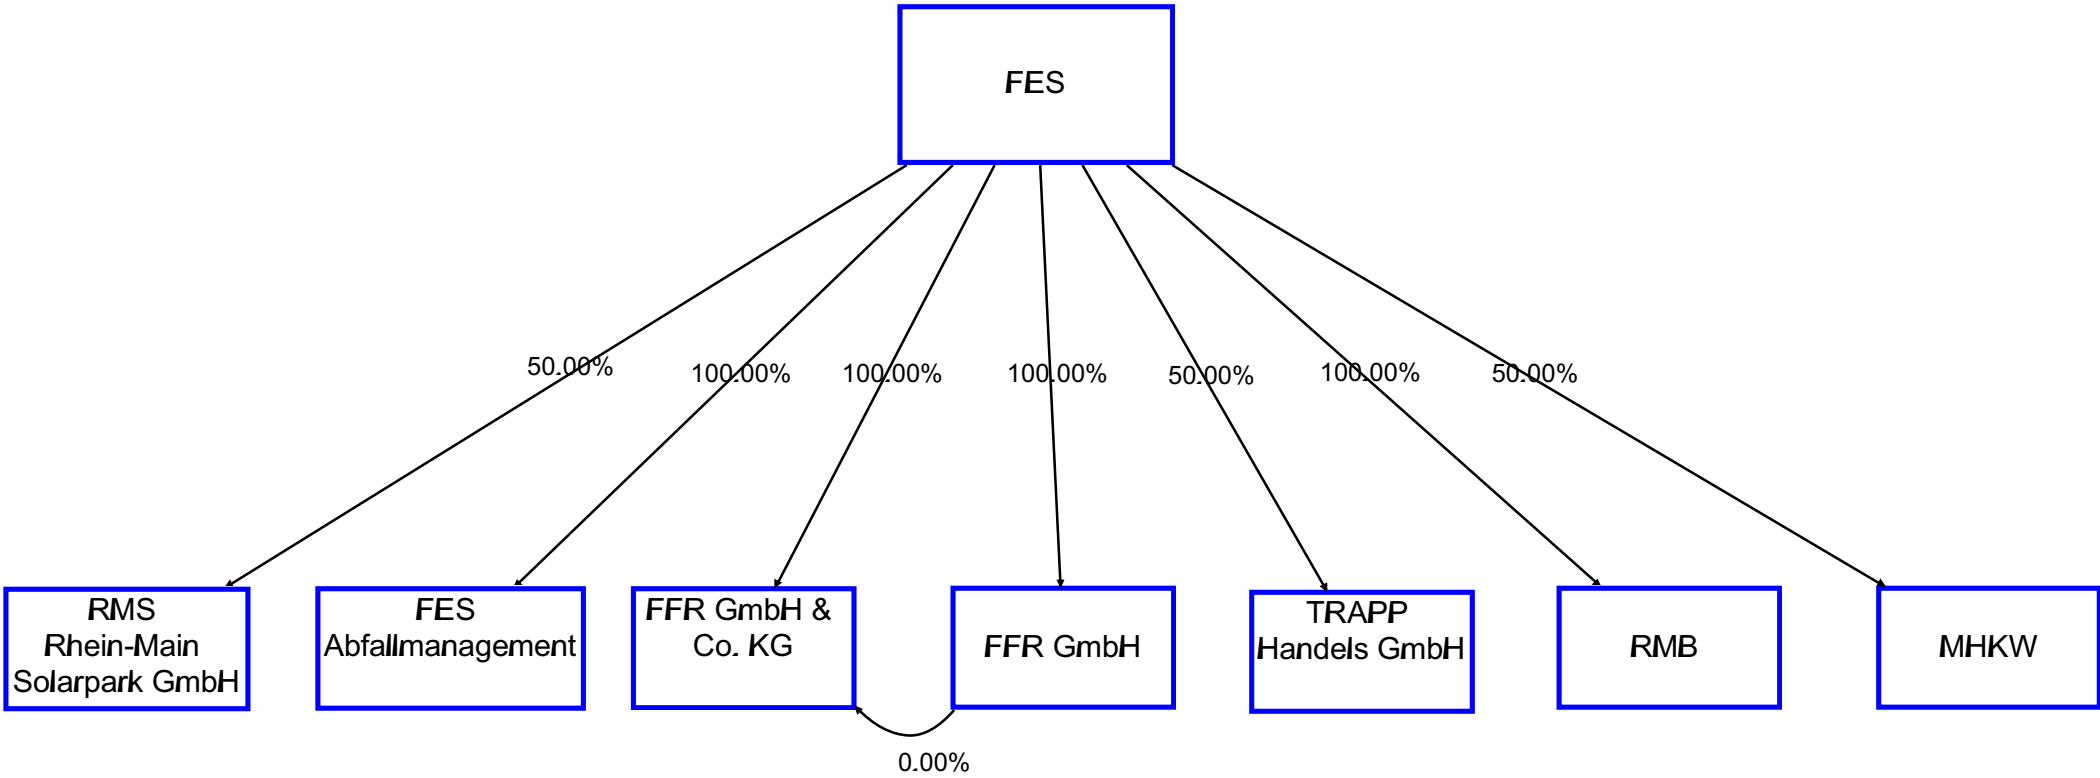 FES
50.00%
100.00%
100.00%
100.00%
50.00%
100.00%
50.00%
RMS
Rhein-Main
Solarpark GmbH
FES
Abfallmanagement
FFR GmbH &
Co. KG
FFR GmbH
TRAPP
Handels GmbH
RMB
MHKW
0.00%